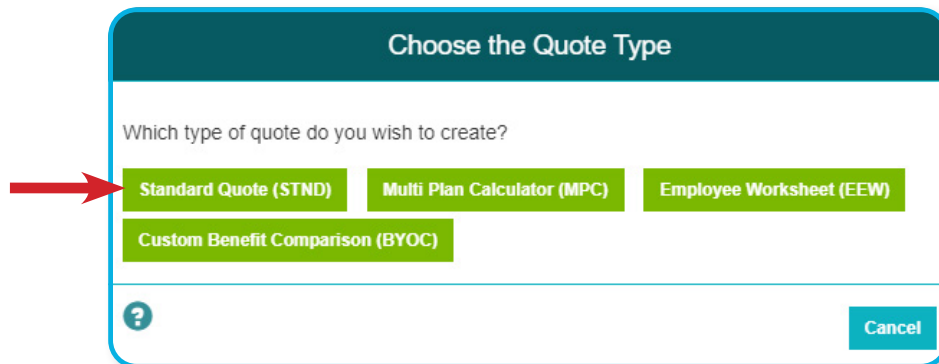 Choose the Quote Type
Which type of quote do you wish to create?
Standard Quote (STND) Multi Plan Calculator (MPC) Employee Worksheet (EEW)
Custom Benefit Comparison (BYOC)
?
Cancel